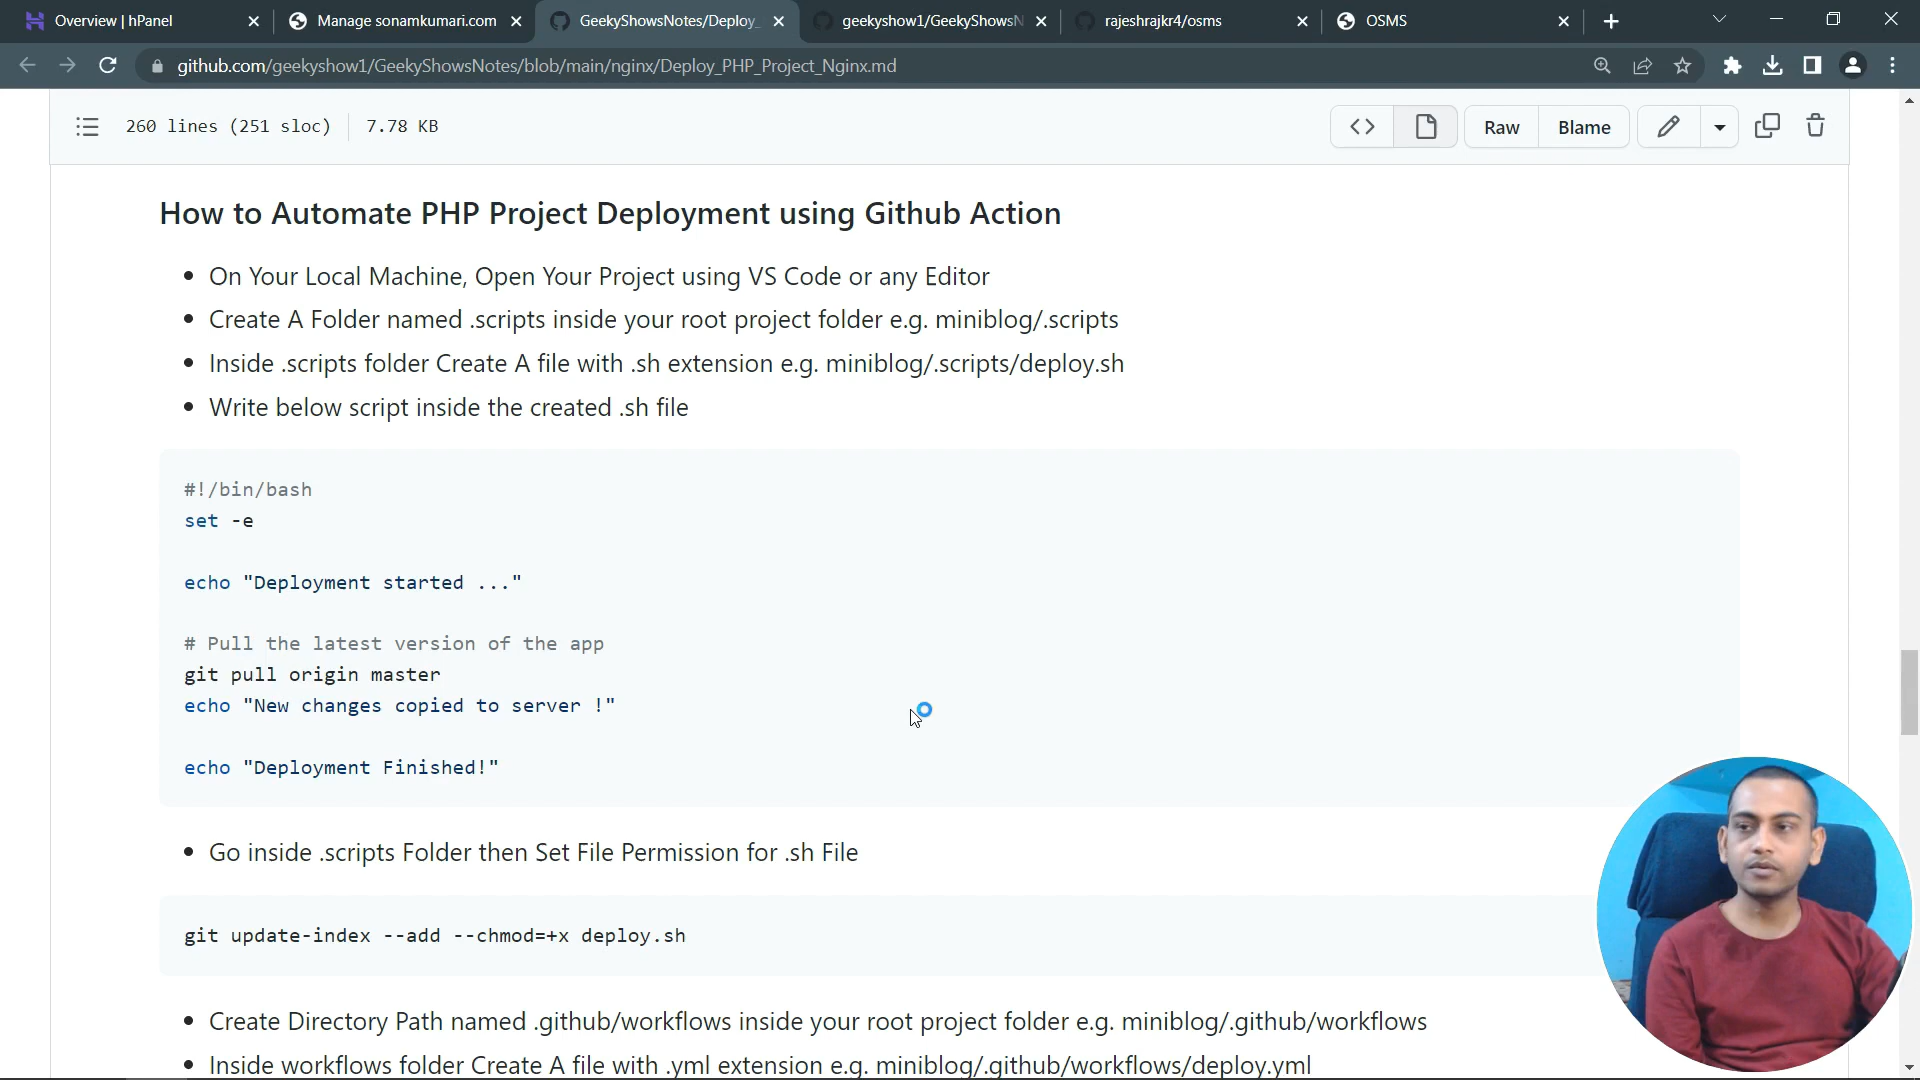 Overview | hPanel
Manage sonamkumari.com
GeekyShowsNotes/Deploy_
geekyshow1/GeekyShowsN
rajeshrajkr4/osms
OSMS
github.com/geekyshow1/GeekyShowsNotes/blob/main/nginx/Deploy_PHP_Project_Nginx.md
260 lines (251 sloc)
7.78 KB
Raw
Blame
How to Automate PHP Project Deployment using Github Action
• On Your Local Machine, Open Your Project using VS Code or any Editor
• Create A Folder named .scripts inside your root project folder e.g. miniblog/.scripts
• Inside .scripts folder Create A file with .sh extension e.g. miniblog/.scripts/deploy.sh
• Write below script inside the created .sh file
#!/bin/bash
set -e
echo "Deployment started ..."
# Pull the latest version of the app
git pull origin master
echo "New changes copied to server !"
echo "Deployment Finished!"
• Go inside .scripts Folder then Set File Permission for .sh File
git update-index --add --chmod=+x deploy.sh
• Create Directory Path named .github/workflows inside your root project folder e.g. miniblog/.github/workflows
• Inside workflows folder Create A file with .yml extension e.g. miniblog/.github/workflows/deploy.yml